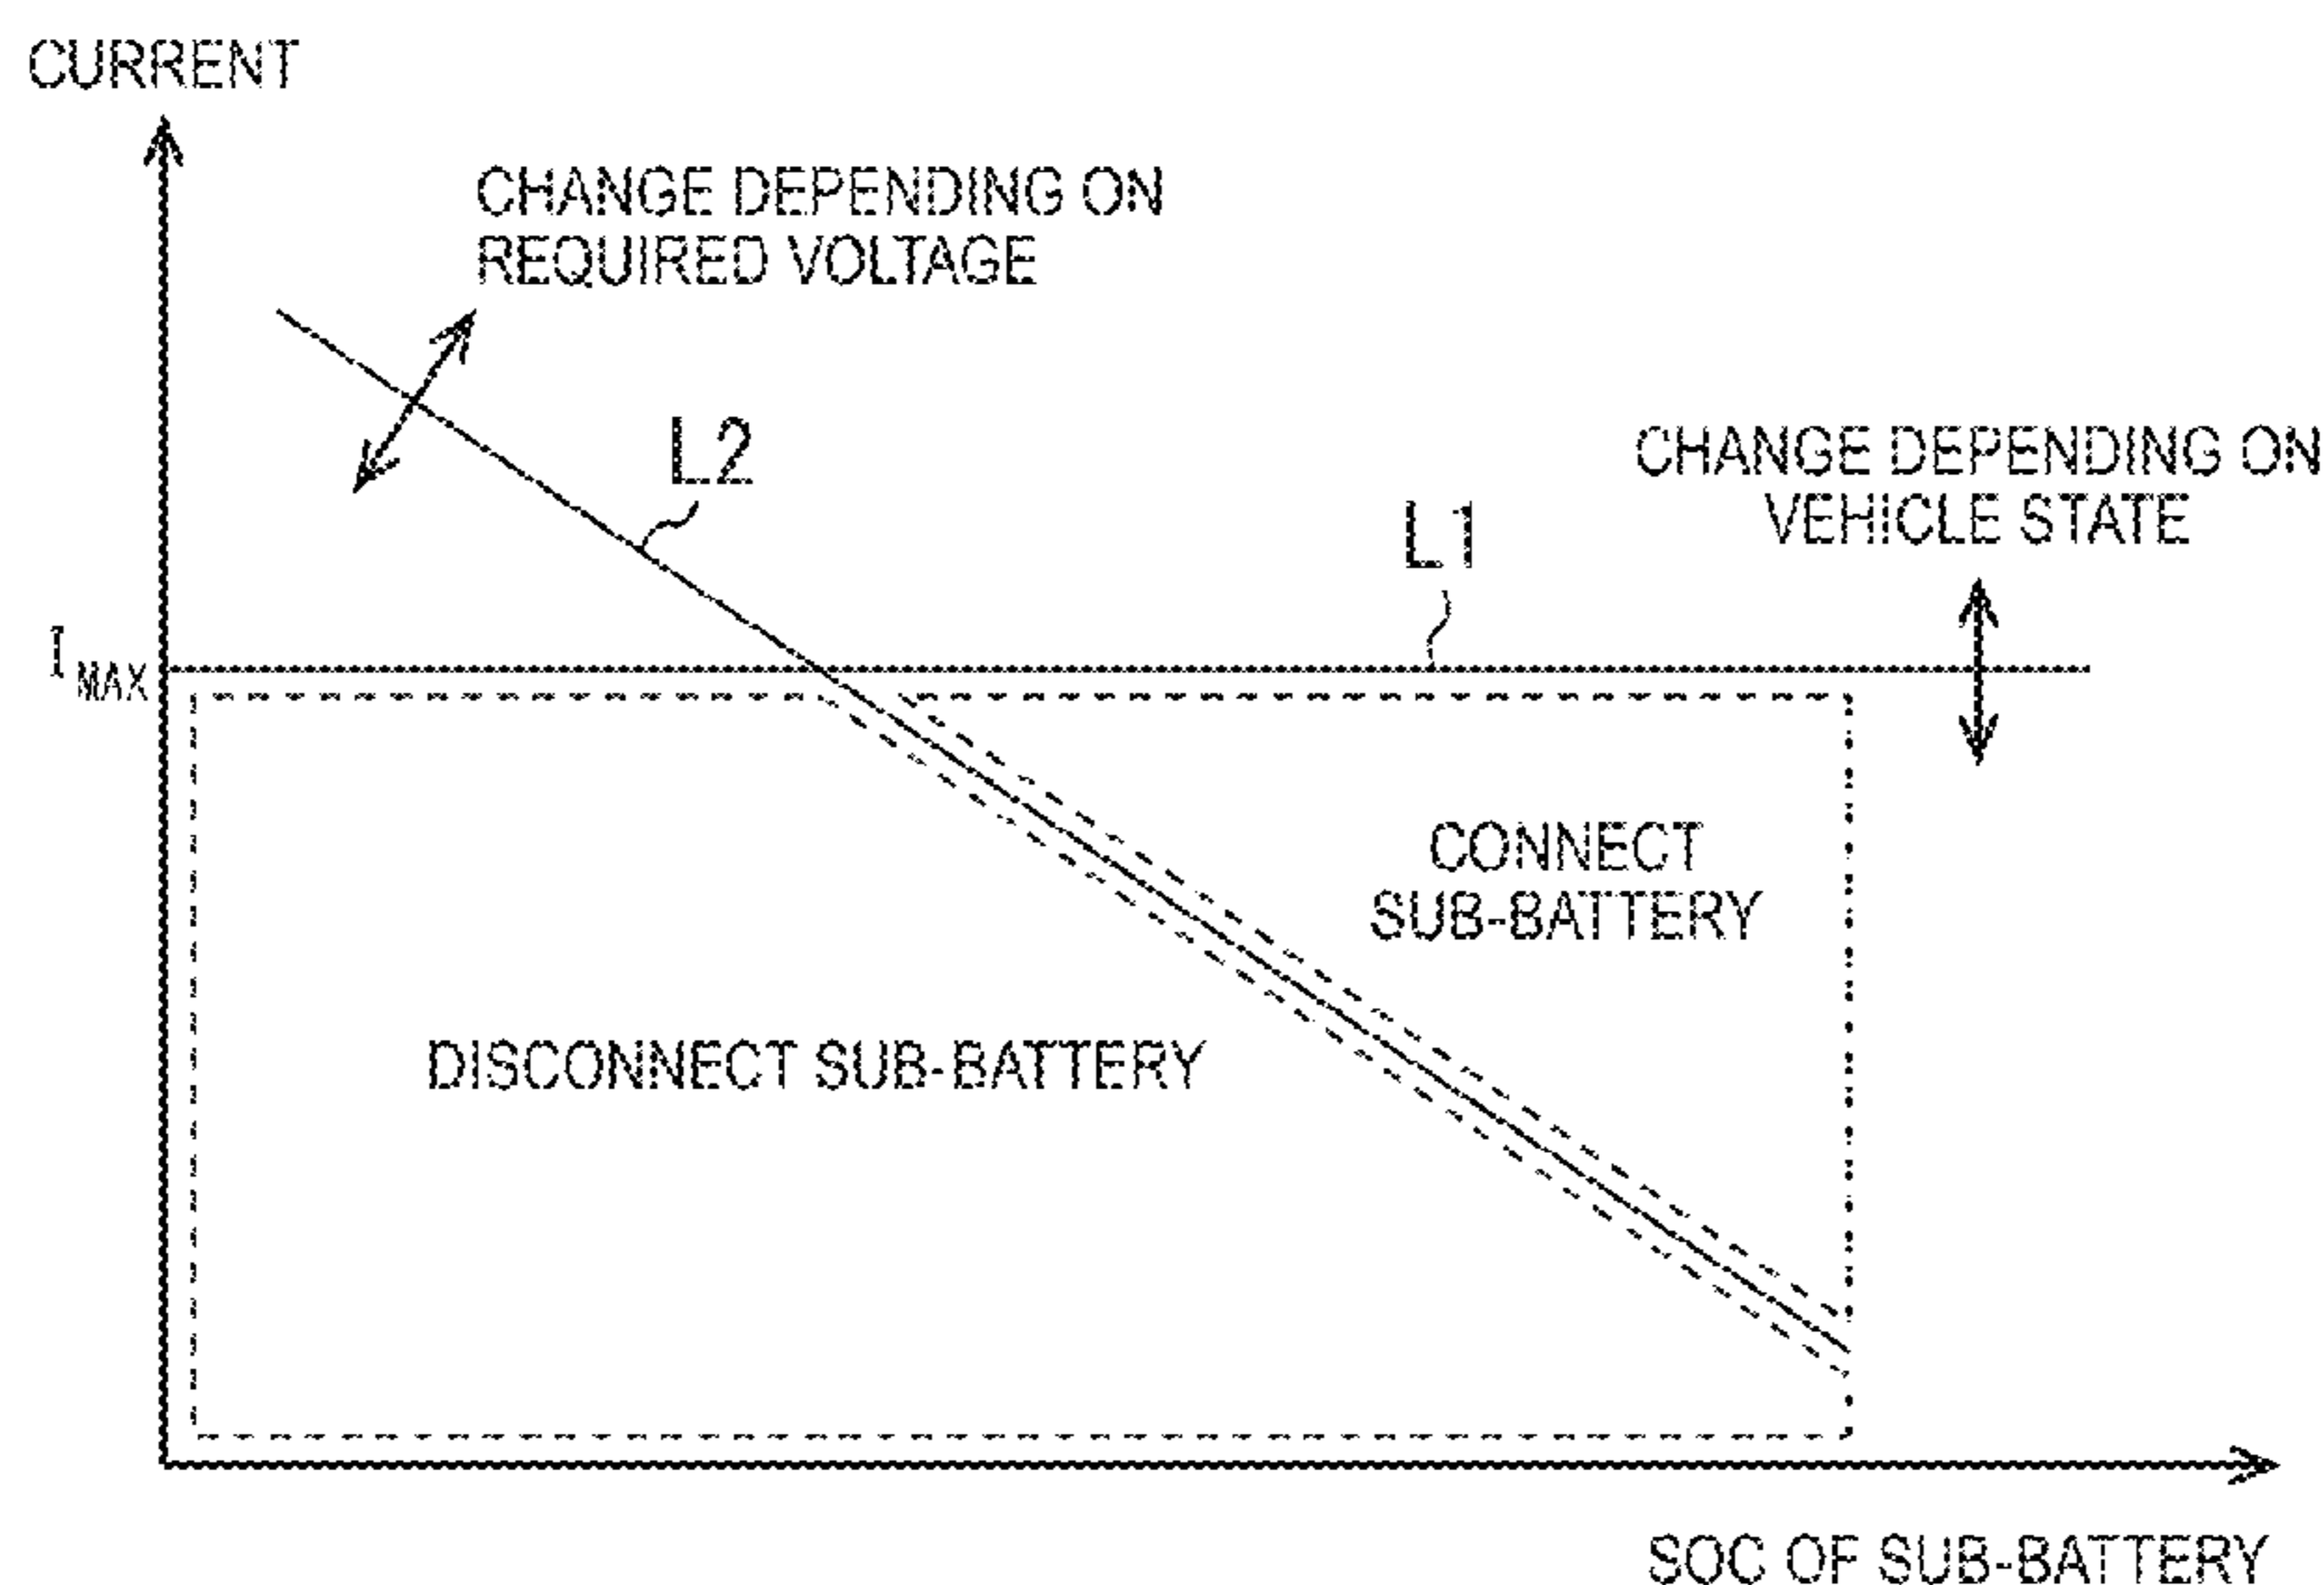 CURRENT
CHANGE DEPENDING ON
REQUIRED VOLTAGE
L2
CHANGE DEPENDING ON
VEHICLE STATE
L1
IMAX
CONNECT
SUB-BATTERY
DISCONNECT SUB-BATTERY
SOC OF SUB-BATTERY